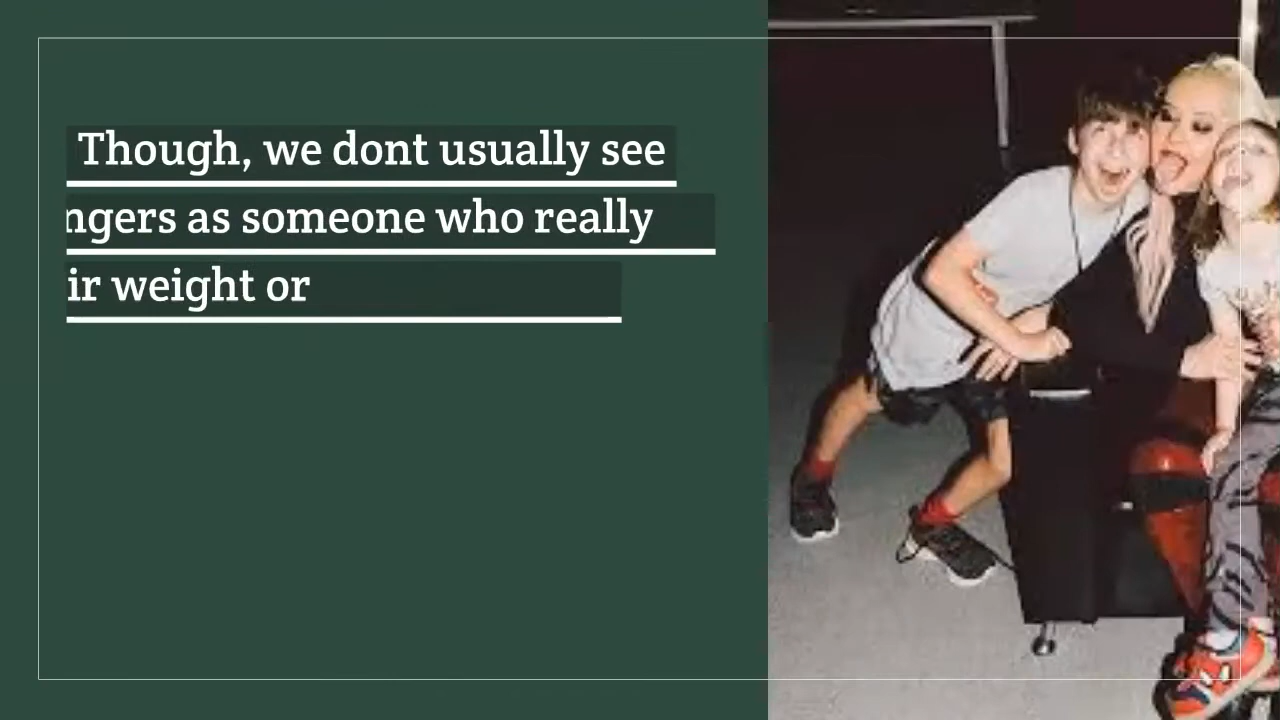 Though, we dont usually see
ngers as someone who really
ir weight or